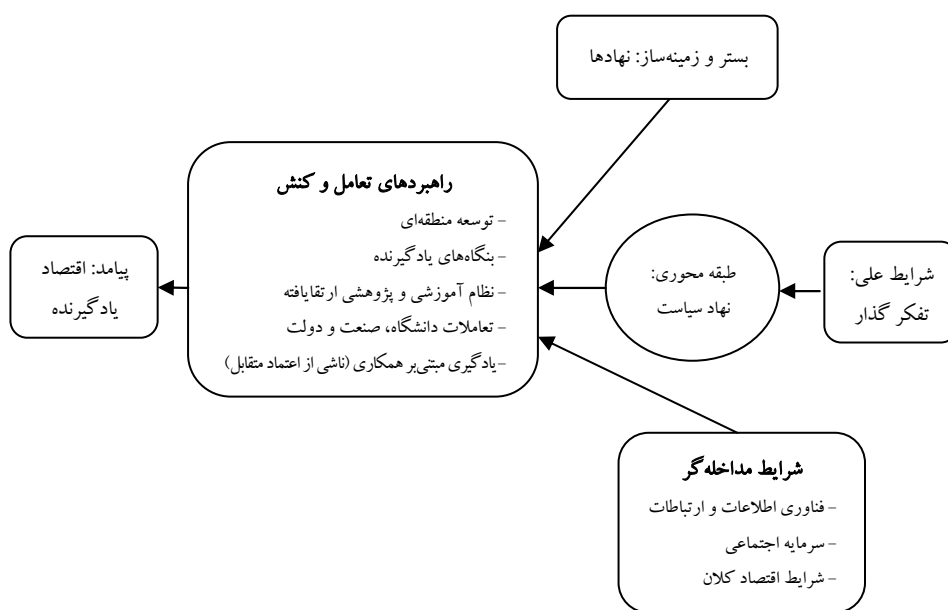 بستر و زمینه‌ساز: نهادها
شرایط علی:
تفکر گذار
طبقه محوری:
نهاد سیاست
راهبردهای تعامل و کنش
- توسعه منطقه‌ای
- بنگاه‌های یادگیرنده
- نظام آموزشی و پژوهشی ارتقایافته
- تعاملات دانشگاه، صنعت و دولت
- یادگیری مبتنی‌بر همکاری (ناشی از اعتماد متقابل)
پیامد: اقتصاد
یادگیرنده
شرایط مداخله‌گر
- فناوری اطلاعات و ارتباطات
- سرمایه اجتماعی
- شرایط اقتصاد کلان